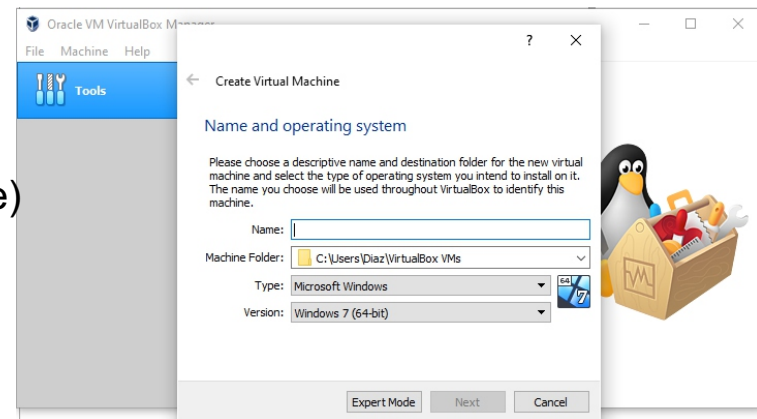 Oracle VM VirtualBox Manager
File Machine Help
? ×
Tools
← Create Virtual Machine
Name and operating system
e)
Please choose a descriptive name and destination folder for the new virtual
machine and select the type of operating system you intend to install on it.
The name you choose will be used throughout VirtualBox to identify this
machine.
Name:
Machine Folder: C:\Users\Diaz\VirtualBox VMs
Type: Microsoft Windows
64
7
Version: Windows 7 (64-bit)
Expert Mode Next Cancel